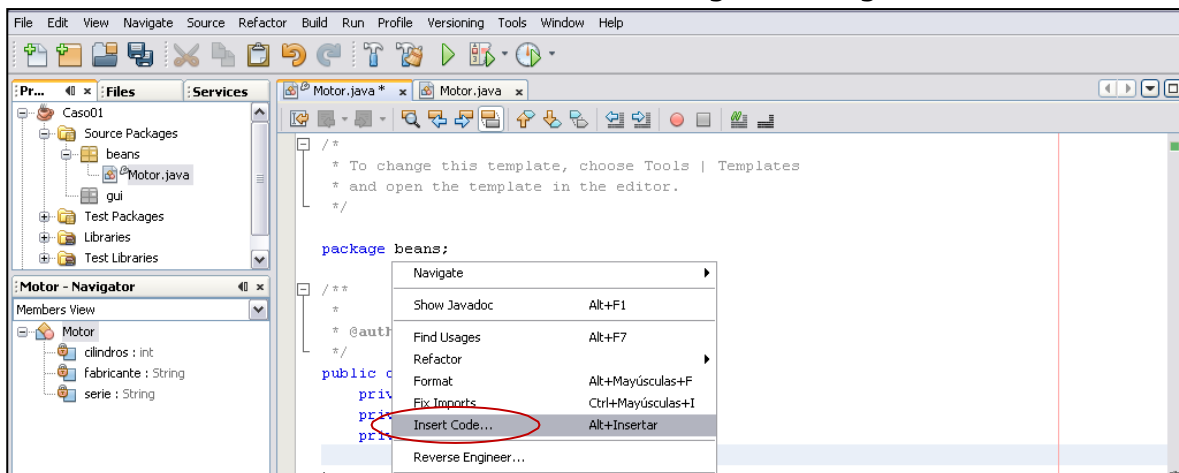 File Edit View Navigate Source Refactor Build Run Profile Versioning Tools Window Help
Pr... Files Services
Motor.java * x Motor.java x
Caso01
Source Packages
beans
Motor.java
gui
Test Packages
Libraries
Test Libraries
Motor - Navigator
Members View
Motor
cilindros : int
fabricante : String
serie : String
/*
* To change this template, choose Tools | Templates
* and open the template in the editor.
*/
package beans;
/**
*
* @auth
*/
public c
priv
priv
priv
Navigate
Show Javadoc Alt+F1
Find Usages Alt+F7
Refactor
Format Alt+Mayúsculas+F
Fix Imports Ctrl+Mayúsculas+I
Insert Code... Alt+Insertar
Reverse Engineer...